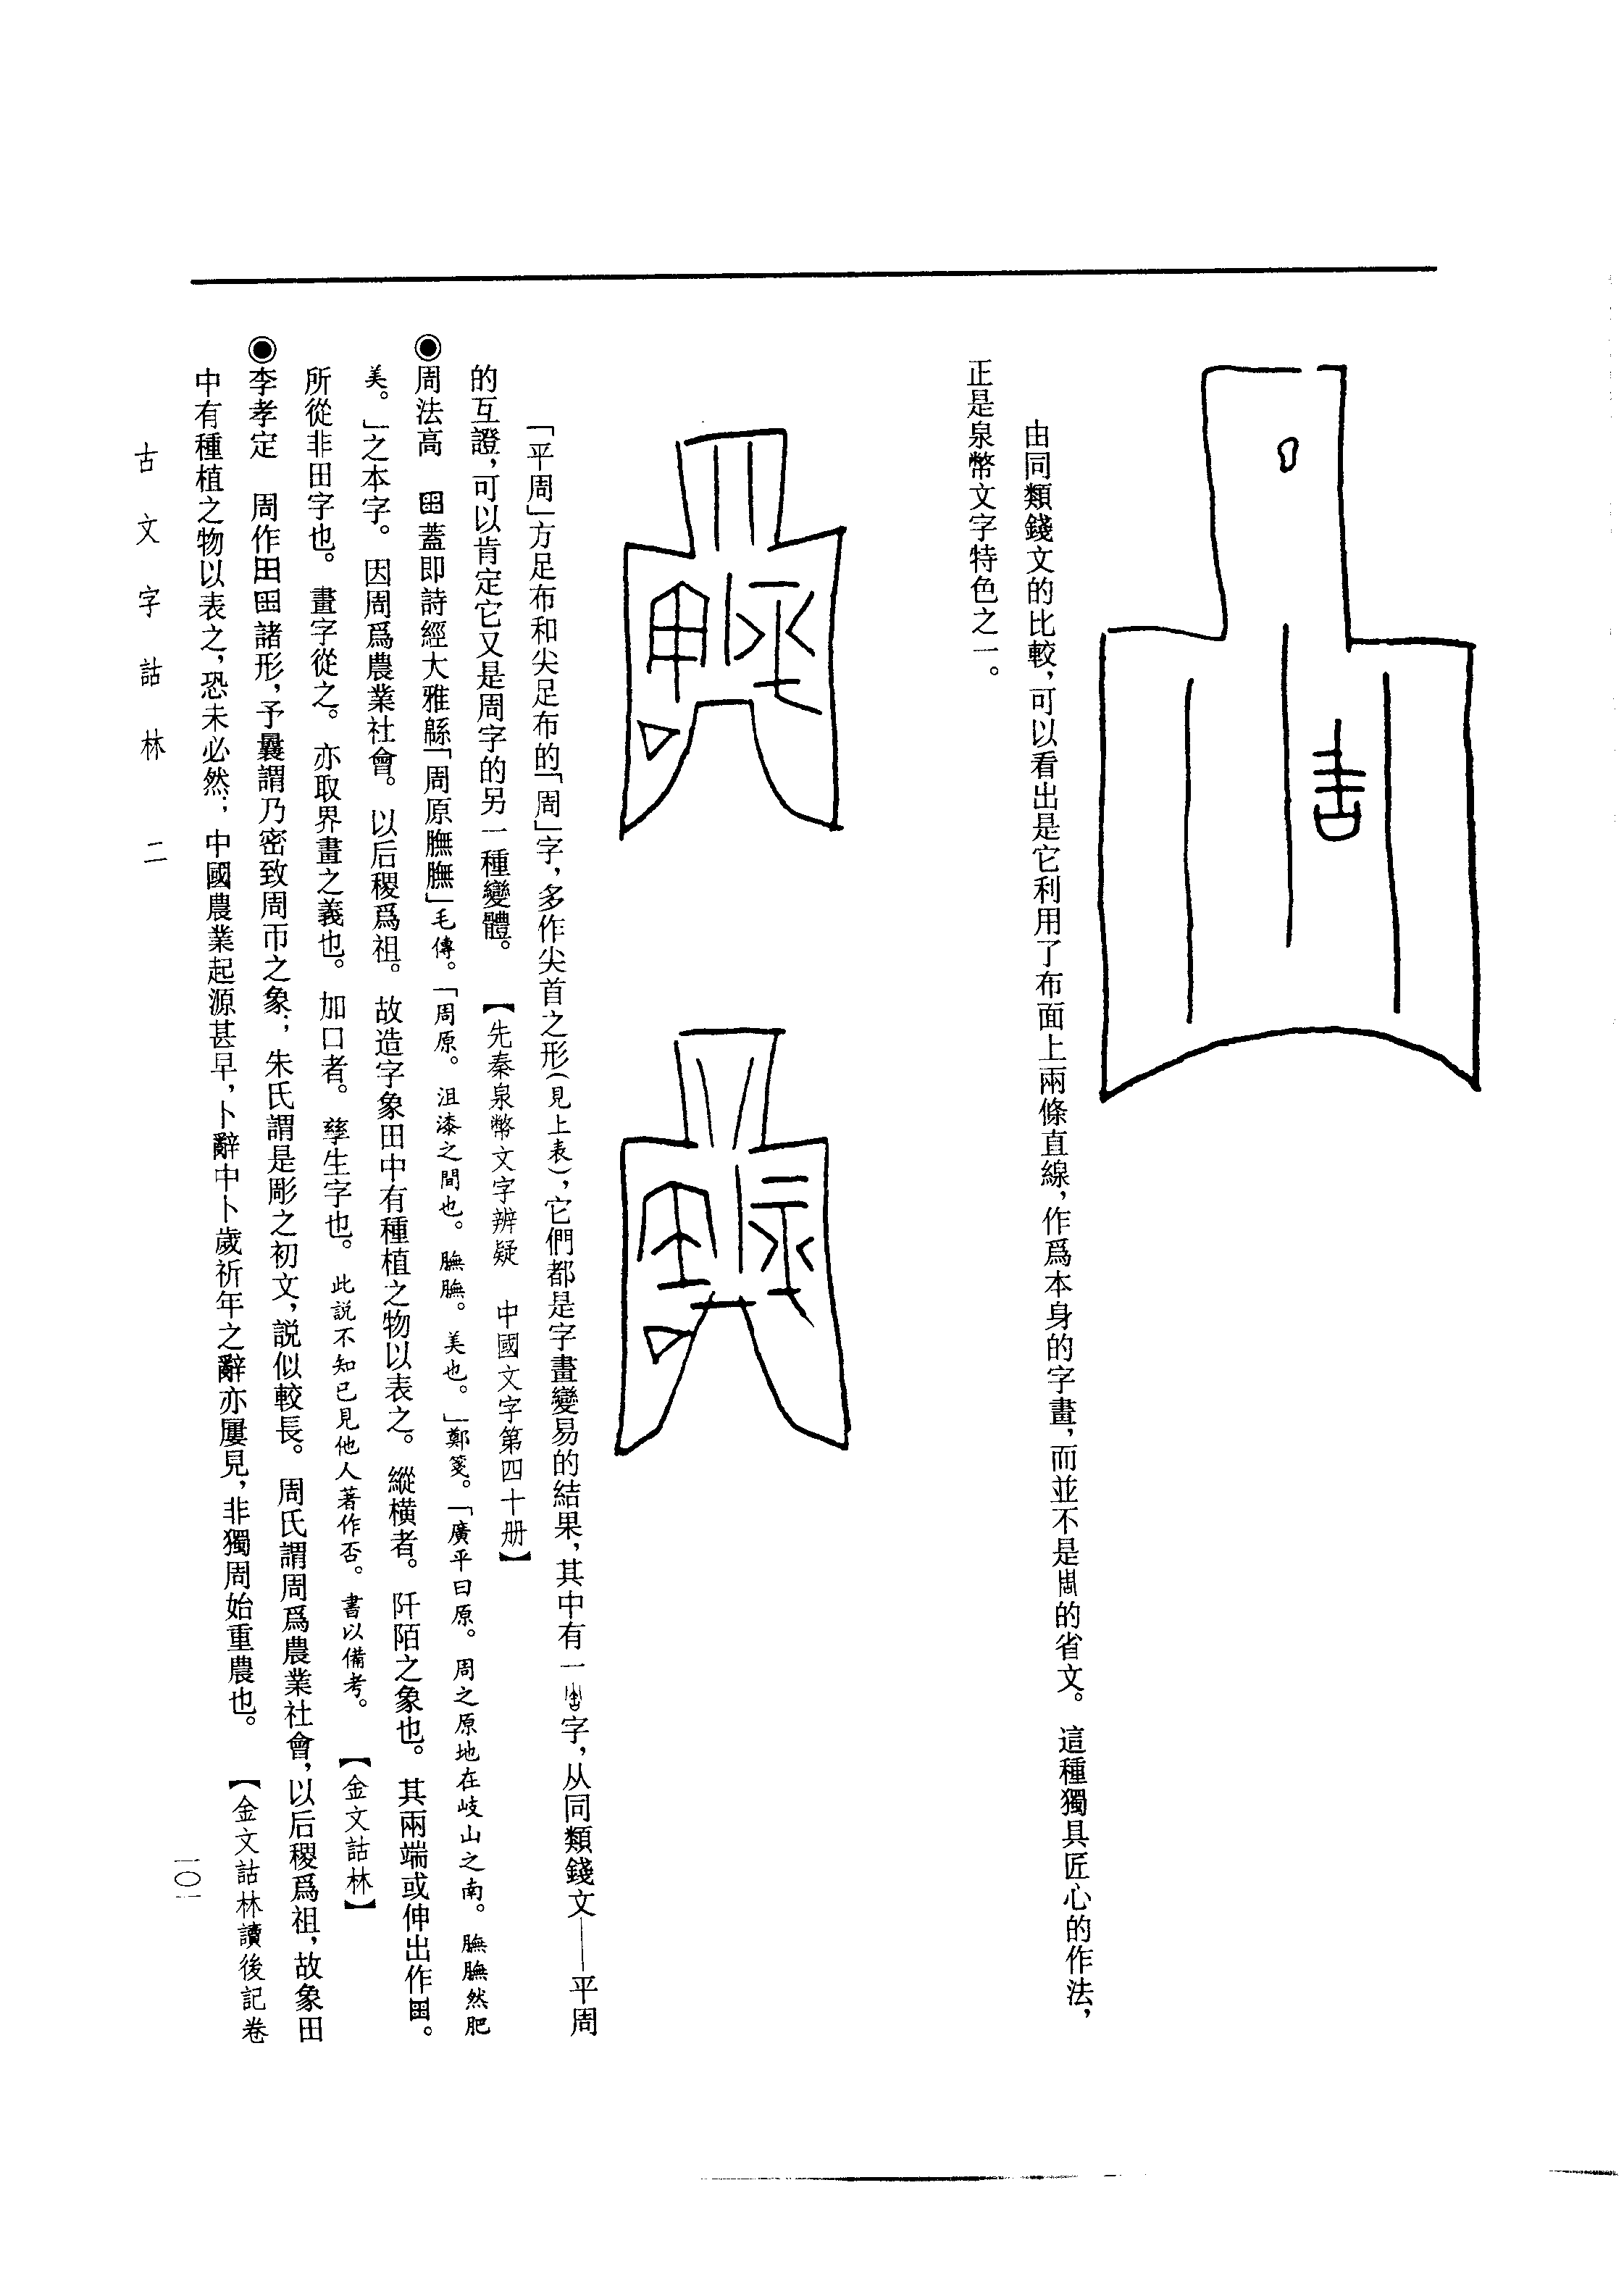 由同類錢文的比較，可以看出是它利用了布面上兩條直線，作爲本身的字畫，而並不是的省文。這種獨具匠心的作法，
正是泉幣文字特色之一。
「平周」方足布和尖足布的「周」字，多作尖首之形（見上表），它們都是字畫變易的結果，其中有一字，从同類錢文——平周
的互證，可以肯定它又是周字的另一種變體。　【先秦泉幣文字辨疑　中國文字第四十册】
◉周法高　蓋即詩經大雅緜「周原膴膴」毛傳。「周原。沮漆之間也。膴膴。美也。」鄭箋。「廣平曰原。周之原地在岐山之南。膴膴然肥
美。」之本字。因周爲農業社會。以后稷爲祖。故造字象田中有種植之物以表之。縱横者。阡陌之象也。其兩端或伸出作。
所從非田字也。畫字從之。亦取界畫之義也。加口者。孳生字也。此説不知已見他人著作否。書以備考。　【金文詁林】
◉李孝定　周作諸形，予曩謂乃密致周帀之象；朱氏謂是彫之初文，説似較長。周氏謂周爲農業社會，以后稷爲祖，故象田
中有種植之物以表之，恐未必然；中國農業起源甚早，卜辭中卜歲祈年之辭亦屢見，非獨周始重農也。　【金文詁林讀後記卷
古文字詁林　二
一〇一